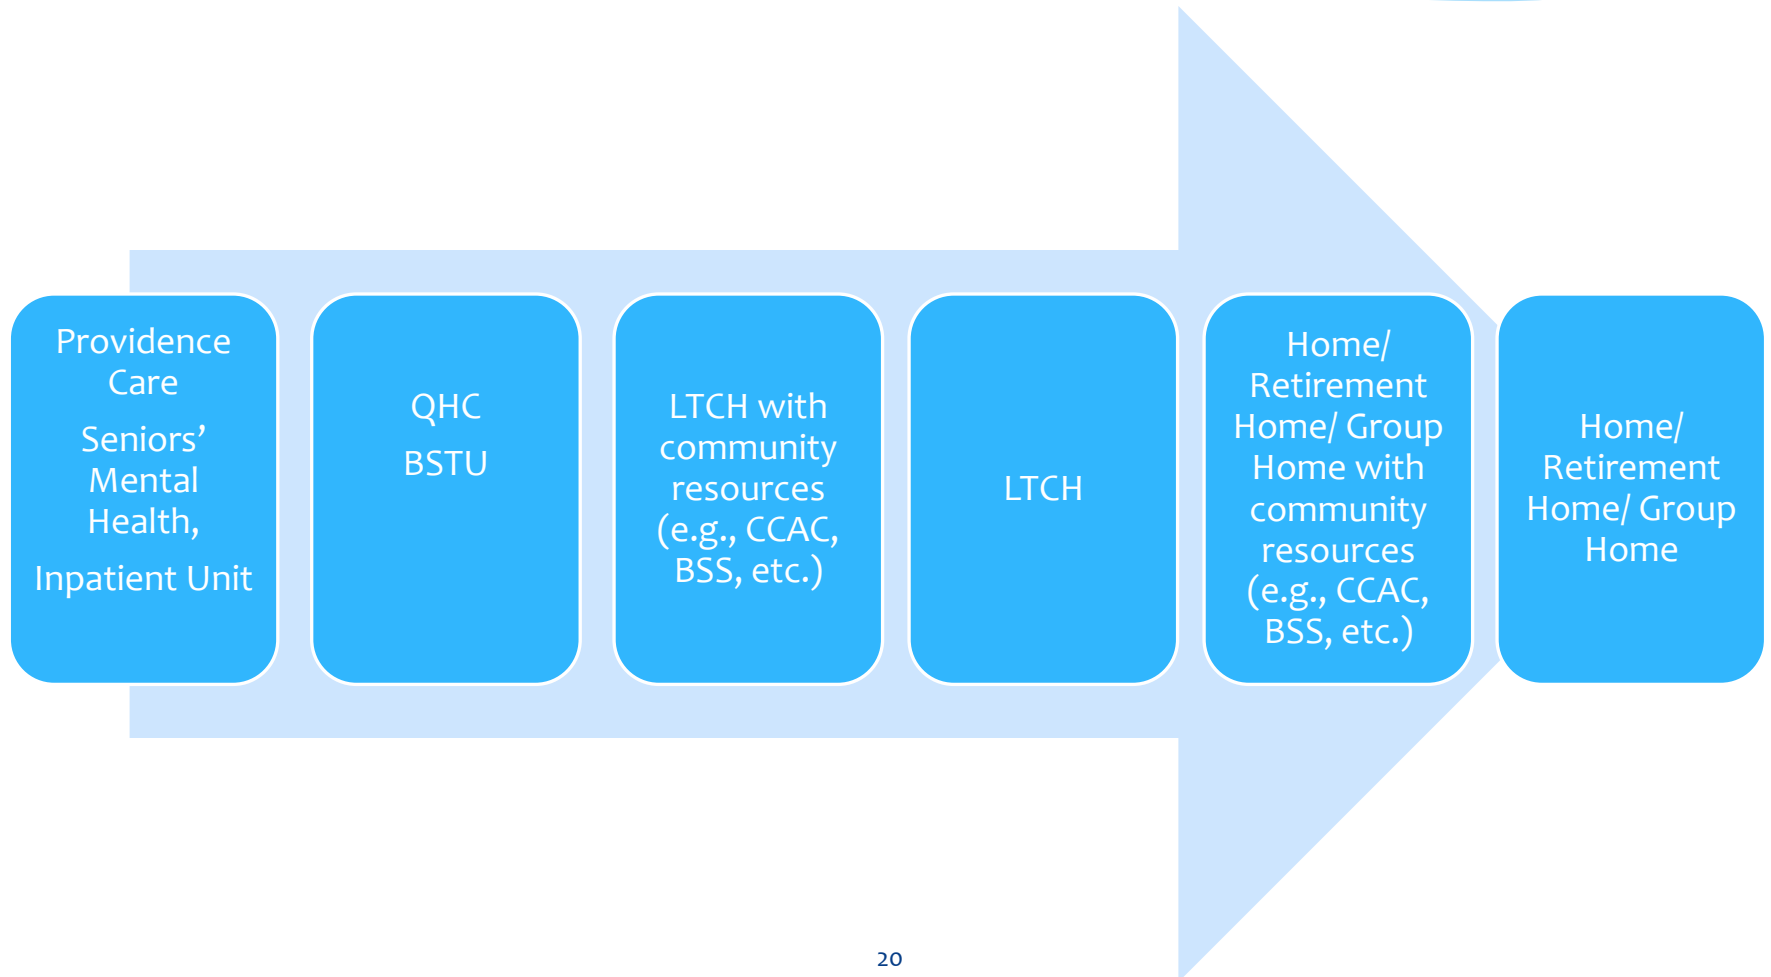 Providence
Care
Seniors’
Mental
Health,
Inpatient Unit
QHC
BSTU
LTCH with
community
resources
(e.g., CCAC,
BSS, etc.)
LTCH
Home/
Retirement
Home/ Group
Home with
community
resources
(e.g., CCAC,
BSS, etc.)
Home/
Retirement
Home/ Group
Home
20